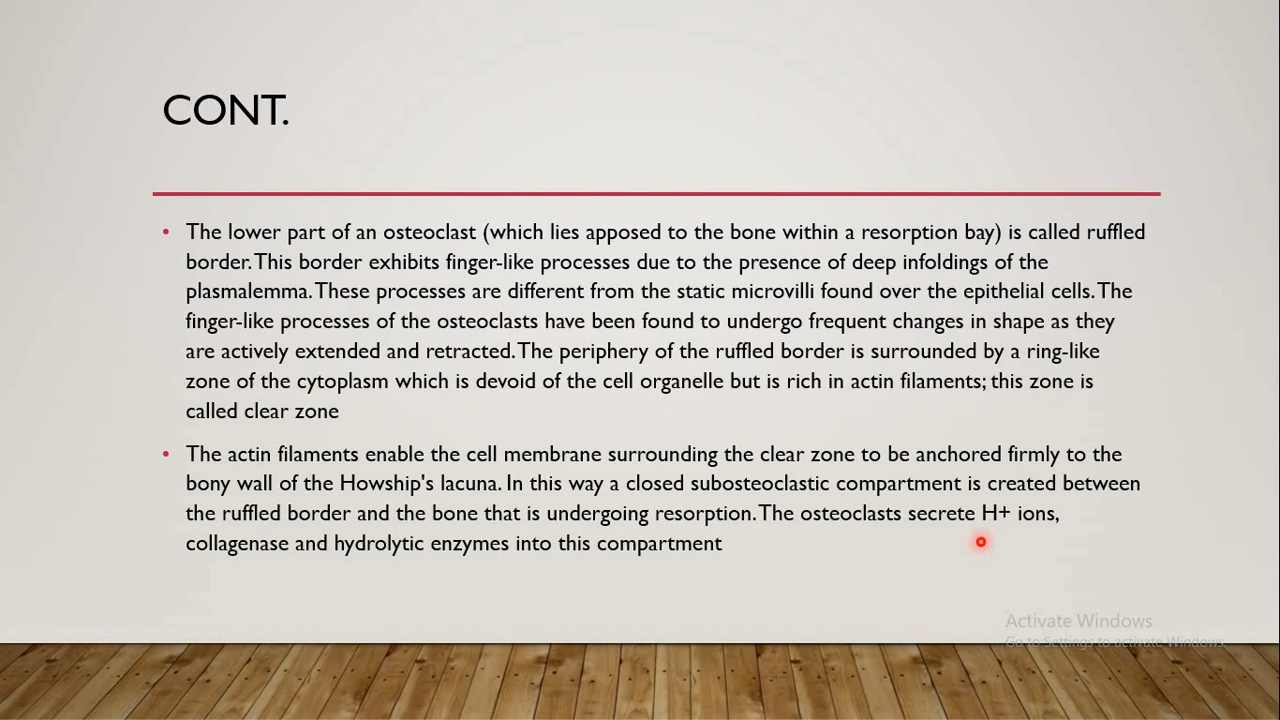 CONT.
• The lower part of an osteoclast (which lies apposed to the bone within a resorption bay) is called ruffled
border. This border exhibits finger-like processes due to the presence of deep infoldings of the
plasmalemma. These processes are different from the static microvilli found over the epithelial cells. The
finger-like processes of the osteoclasts have been found to undergo frequent changes in shape as they
are actively extended and retracted. The periphery of the ruffled border is surrounded by a ring-like
zone of the cytoplasm which is devoid of the cell organelle but is rich in actin filaments; this zone is
called clear zone
• The actin filaments enable the cell membrane surrounding the clear zone to be anchored firmly to the
bony wall of the Howship's lacuna. In this way a closed subosteoclastic compartment is created between
the ruffled border and the bone that is undergoing resorption. The osteoclasts secrete H+ ions,
collagenase and hydrolytic enzymes into this compartment
Activate Windows
Go to Settings to activate Windows.